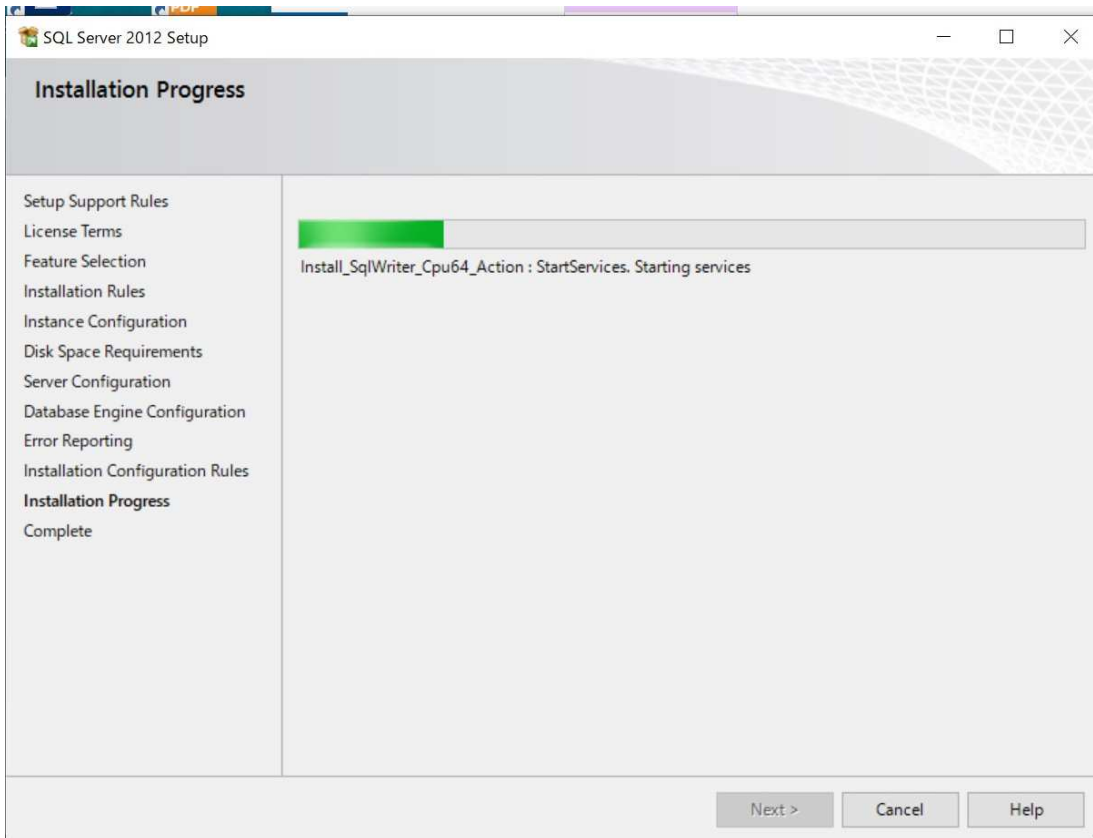 PDF
SQL Server 2012 Setup
Installation Progress
Setup Support Rules
License Terms
Feature Selection
Installation Rules
Instance Configuration
Disk Space Requirements
Server Configuration
Database Engine Configuration
Error Reporting
Installation Configuration Rules
Installation Progress
Complete
Install_SqlWriter_Cpu64_Action : StartServices. Starting services
Next >
Cancel
Help